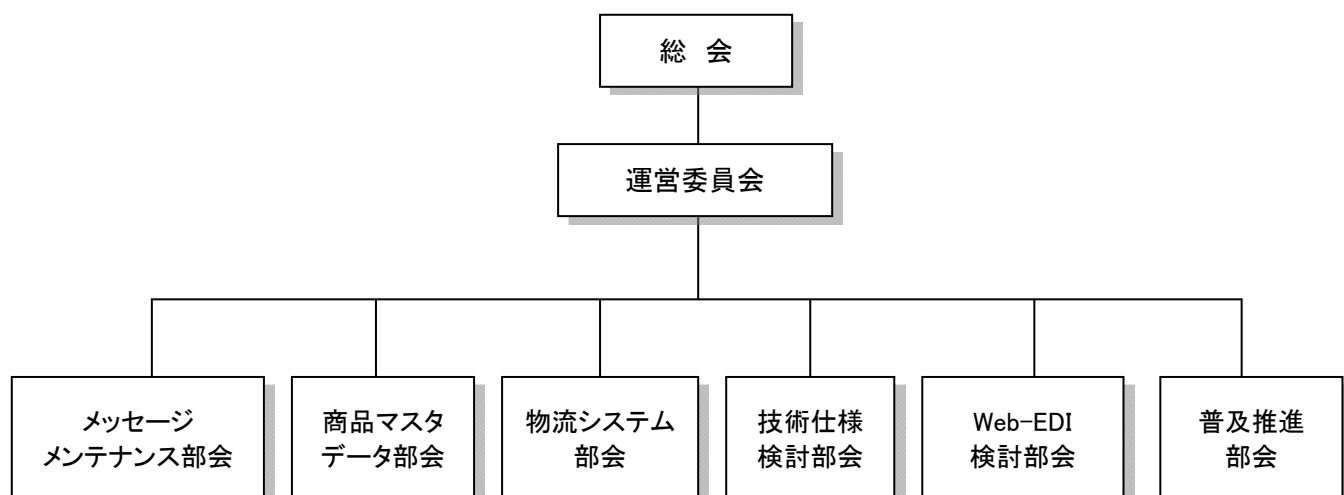 総 会
運営委員会
メッセージ
メンテナンス部会
商品マスタ
データ部会
物流システム
部会
技術仕様
検討部会
Web-EDI
検討部会
普及推進
部会